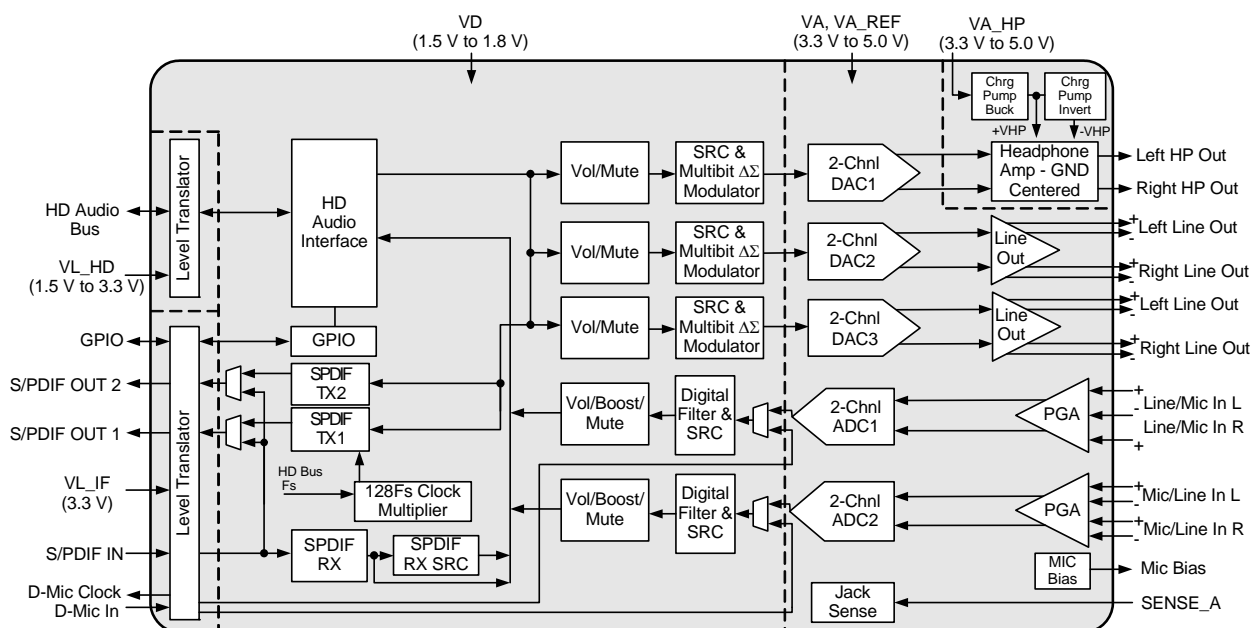 VD
(1.5 V to 1.8 V)
VA, VA_REF
(3.3 V to 5.0 V)
VA_HP
(3.3 V to 5.0 V)
Chrg
Pump
Buck
Chrg
Pump
Invert
+VHP
-VHP
HD Audio
Bus
VL_HD
(1.5 V to 3.3 V)
Level Translator
HD
Audio
Interface
Vol/Mute
SRC &
Multibit ΔΣ
Modulator
2-Chnl
DAC1
Headphone
Amp - GND
Centered
Left HP Out
Right HP Out
Vol/Mute
SRC &
Multibit ΔΣ
Modulator
2-Chnl
DAC2
Line
Out
+
-
Left Line Out
+
-
Right Line Out
Vol/Mute
SRC &
Multibit ΔΣ
Modulator
2-Chnl
DAC3
Line
Out
+
-
Left Line Out
+
-
Right Line Out
GPIO
GPIO
S/PDIF OUT 2
S/PDIF OUT 1
VL_IF
(3.3 V)
S/PDIF IN
D-Mic Clock
D-Mic In
Level Translator
SPDIF
TX2
SPDIF
TX1
HD Bus
Fs
128Fs Clock
Multiplier
SPDIF
RX
SPDIF
RX SRC
Vol/Boost/
Mute
Digital
Filter &
SRC
2-Chnl
ADC1
PGA
+
Line/Mic In L
-
Line/Mic In R
+
Vol/Boost/
Mute
Digital
Filter &
SRC
2-Chnl
ADC2
PGA
+
Mic/Line In L
-
+
Mic/Line In R
-
MIC
Bias
Mic Bias
Jack
Sense
SENSE_A